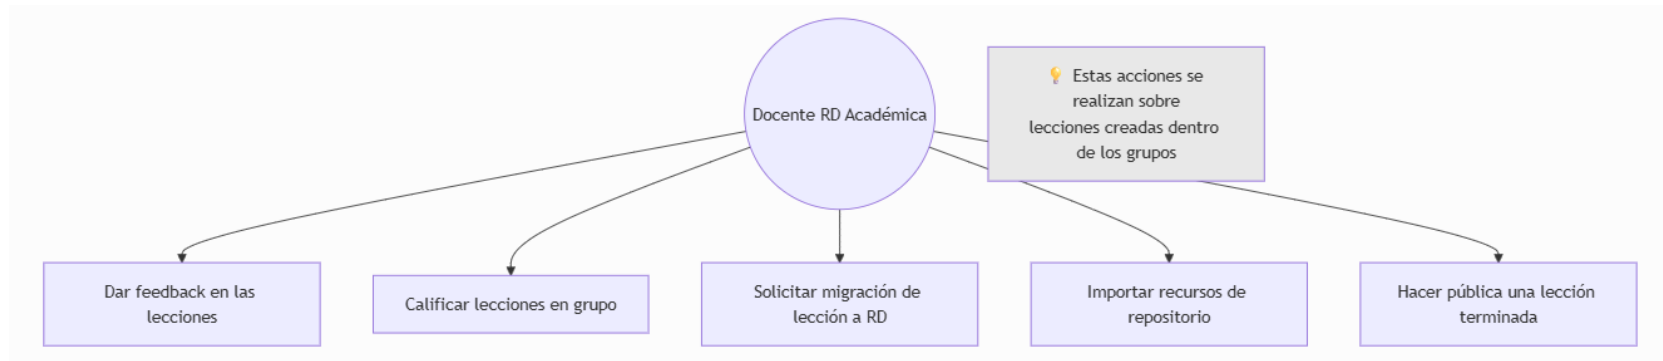 Docente RD Académica
💡 Estas acciones se
realizan sobre
lecciones creadas dentro
de los grupos
Dar feedback en las
lecciones
Calificar lecciones en grupo
Solicitar migración de
lección a RD
Importar recursos de
repositorio
Hacer pública una lección
terminada